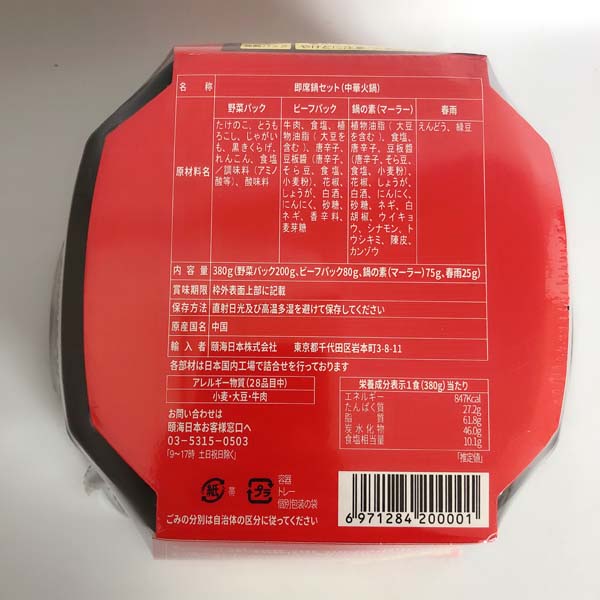 名 称 即席鍋セット(中華火鍋)
原材料名
野菜パック
たけのこ、とうも
ろこし、じゃがい
も、黒きくらげ、
れんこん、食塩
/調味料(アミノ
酸等)、酸味料
ビーフパック
牛肉、食塩、植
物油脂(大豆を
含む)、唐辛子、
豆板醤(唐辛子、
そら豆、食塩、
小麦粉)、花椒、
しょうが、白酒、
にんにく、砂糖、
ネギ、香辛料、
麦芽糖
鍋の素(マーラー)
植物油脂(大豆
を含む)、食塩、
唐辛子、豆板醤
(唐辛子、そら豆、
食塩、小麦粉)、
花椒、しょうが、
白酒、にんにく、
砂糖、ネギ、白
胡椒、ウイキョ
ウ、シナモン、ト
ウシキミ、陳皮、
カンゾウ
春雨
えんどう、緑豆
内 容 量 380g(野菜パック200g、ビーフパック80g、鍋の素(マーラー)75g、春雨25g)
賞味期限 枠外表面上部に記載
保存方法 直射日光及び高温多湿を避けて保存してください
原産国名 中国
輸 入 者 頤海日本株式会社 東京都千代田区岩本町3-8-11
各部材は日本国内工場で詰合せを行っております
アレルギー物質(28品目中)
小麦・大豆・牛肉
お問い合わせは
頤海日本お客様窓口へ
03-5315-0503
「9~17時 土日祝日除く」
栄養成分表示1食(380g)当たり
エネルギー 847Kcal
たんぱく質 27.2g
脂 質 61.8g
炭水化物 46.0g
食塩相当量 10.1g
「推定値」
紙 帯
プラ 容器
トレー
個別包装の袋
ごみの分別は自治体の区分に従ってください
6 971284 200001